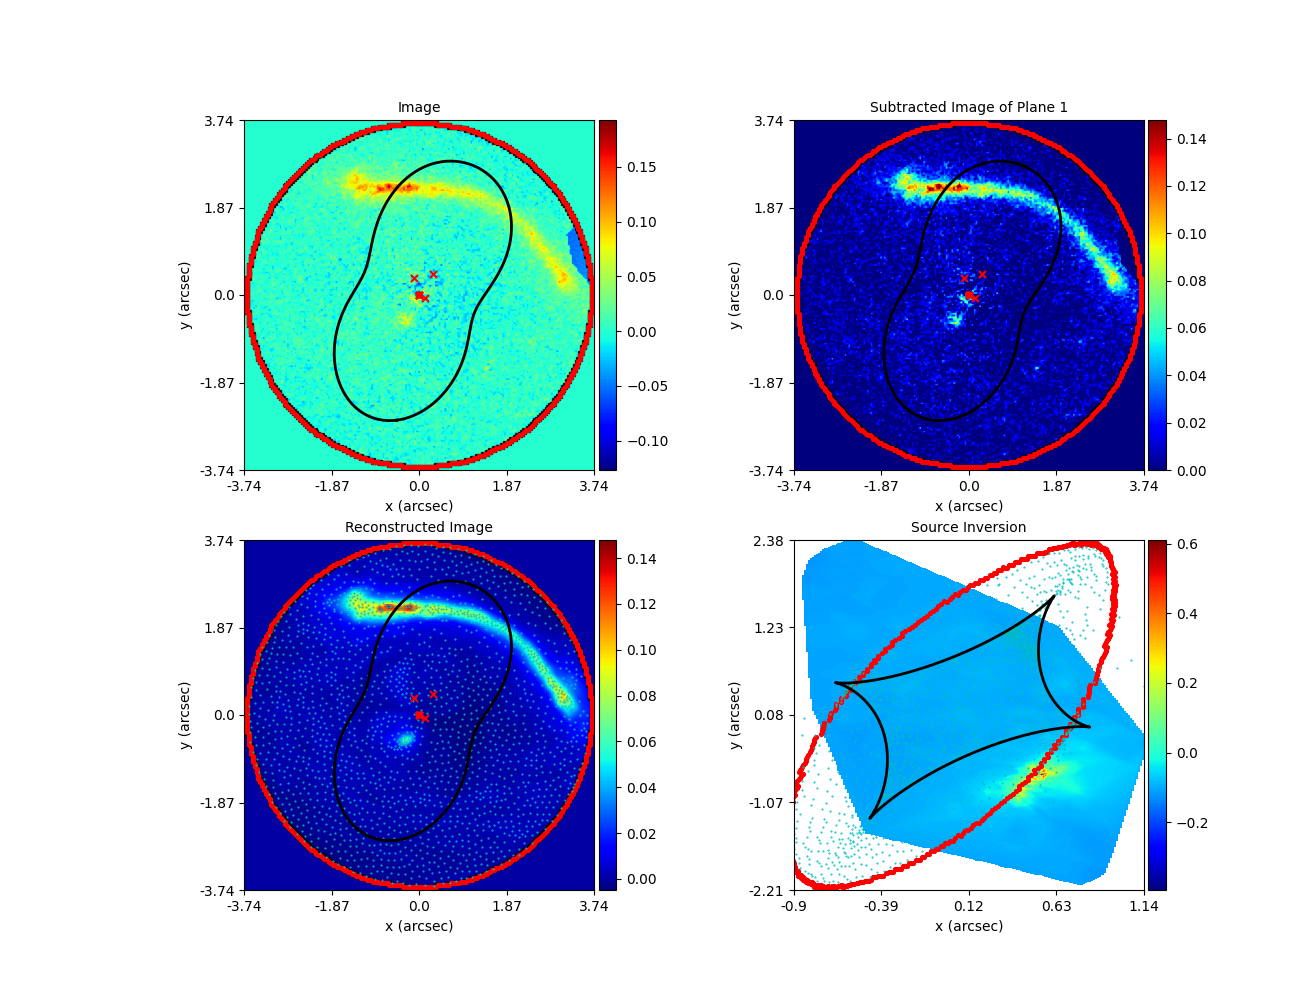 Image
3.74
1.87
0.0
-1.87
-3.74
y (arcsec)
-3.74 -1.87 0.0 1.87 3.74
x (arcsec)
0.15
0.10
0.05
0.00
−0.05
−0.10
Subtracted Image of Plane 1
3.74
1.87
0.0
-1.87
-3.74
y (arcsec)
-3.74 -1.87 0.0 1.87 3.74
x (arcsec)
0.14
0.12
0.10
0.08
0.06
0.04
0.02
0.00
Reconstructed Image
3.74
1.87
0.0
-1.87
-3.74
y (arcsec)
-3.74 -1.87 0.0 1.87 3.74
x (arcsec)
0.14
0.12
0.10
0.08
0.06
0.04
0.02
0.00
Source Inversion
2.38
1.23
0.08
-1.07
-2.21
y (arcsec)
-0.9 -0.39 0.12 0.63 1.14
x (arcsec)
0.6
0.4
0.2
0.0
−0.2